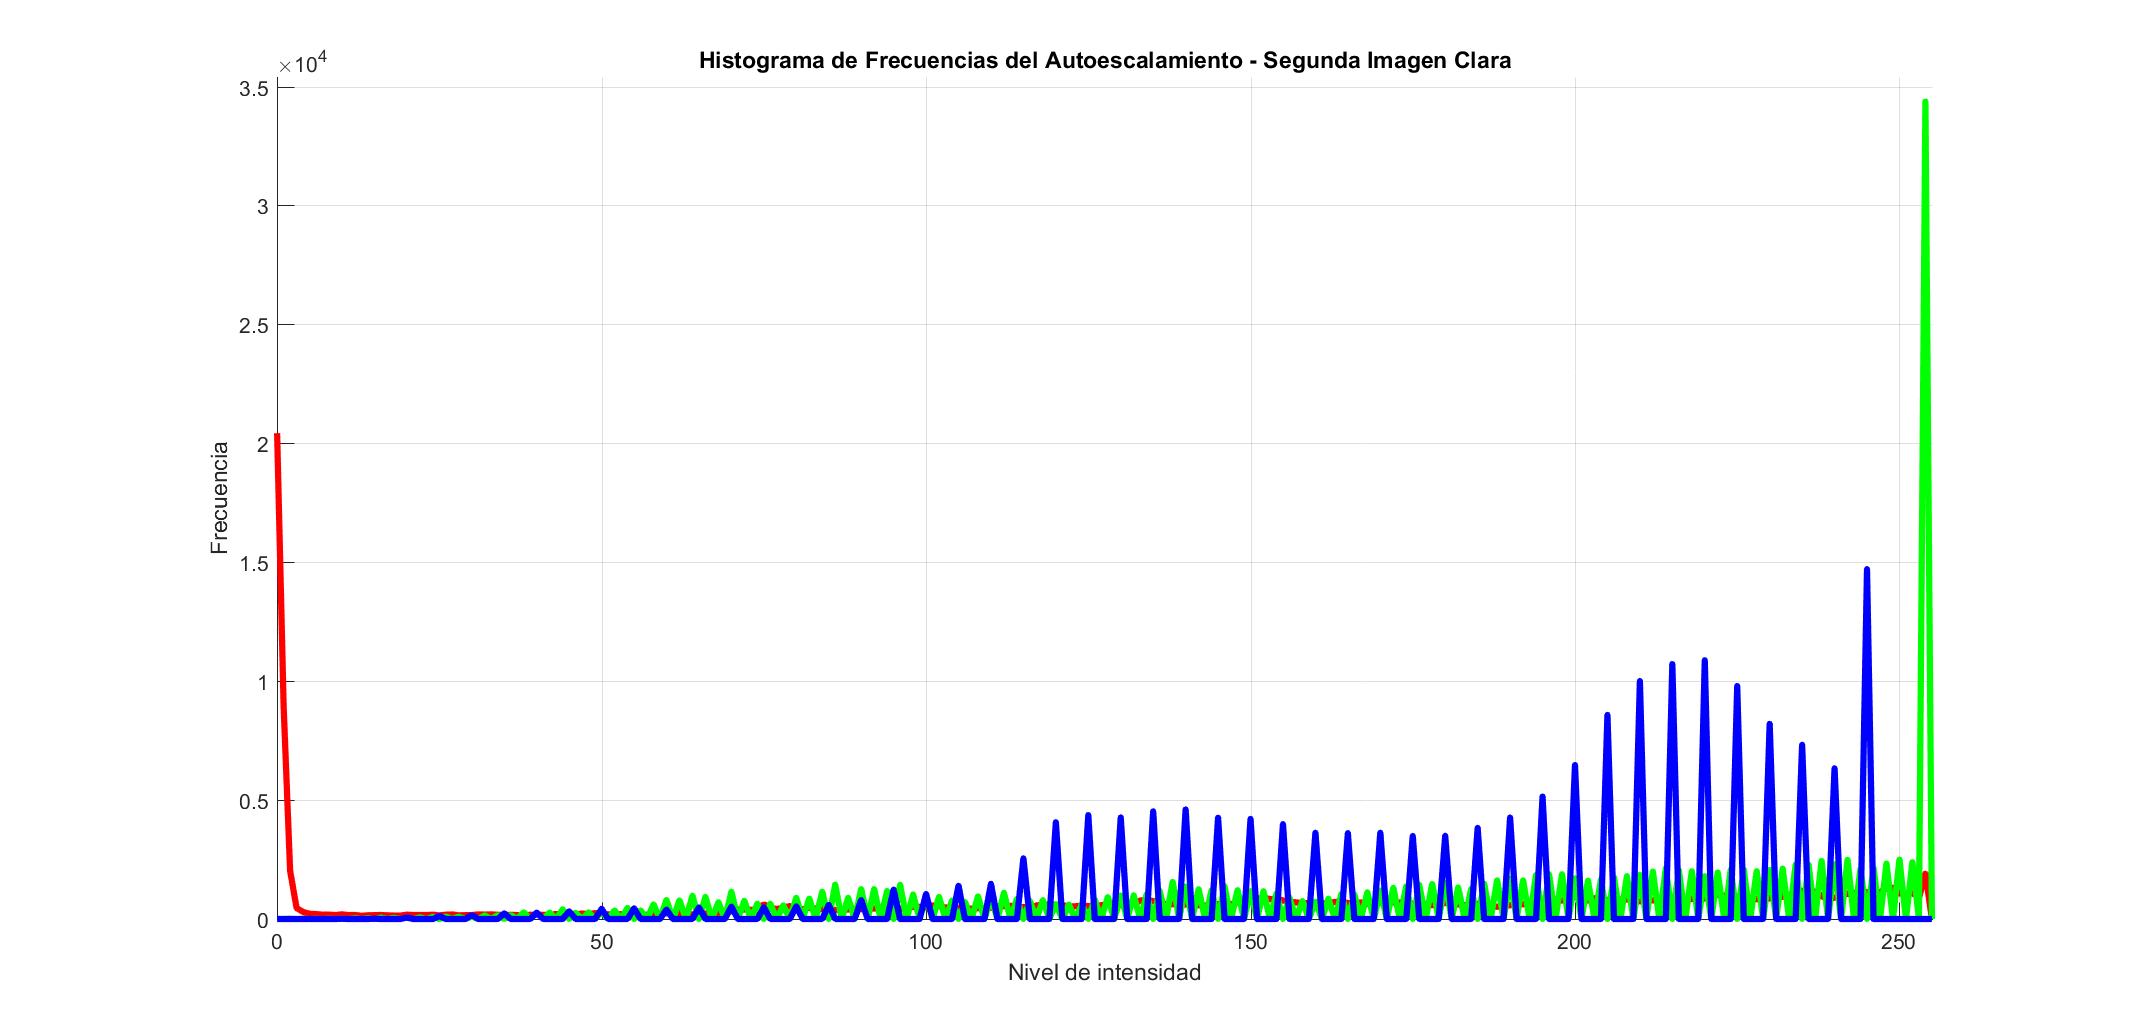 Histograma de Frecuencias del Autoescalamiento - Segunda Imagen Clara
×10^4
3.5
3
2.5
2
1.5
1
0.5
0
Frecuencia
0 50 100 150 200 250
Nivel de intensidad